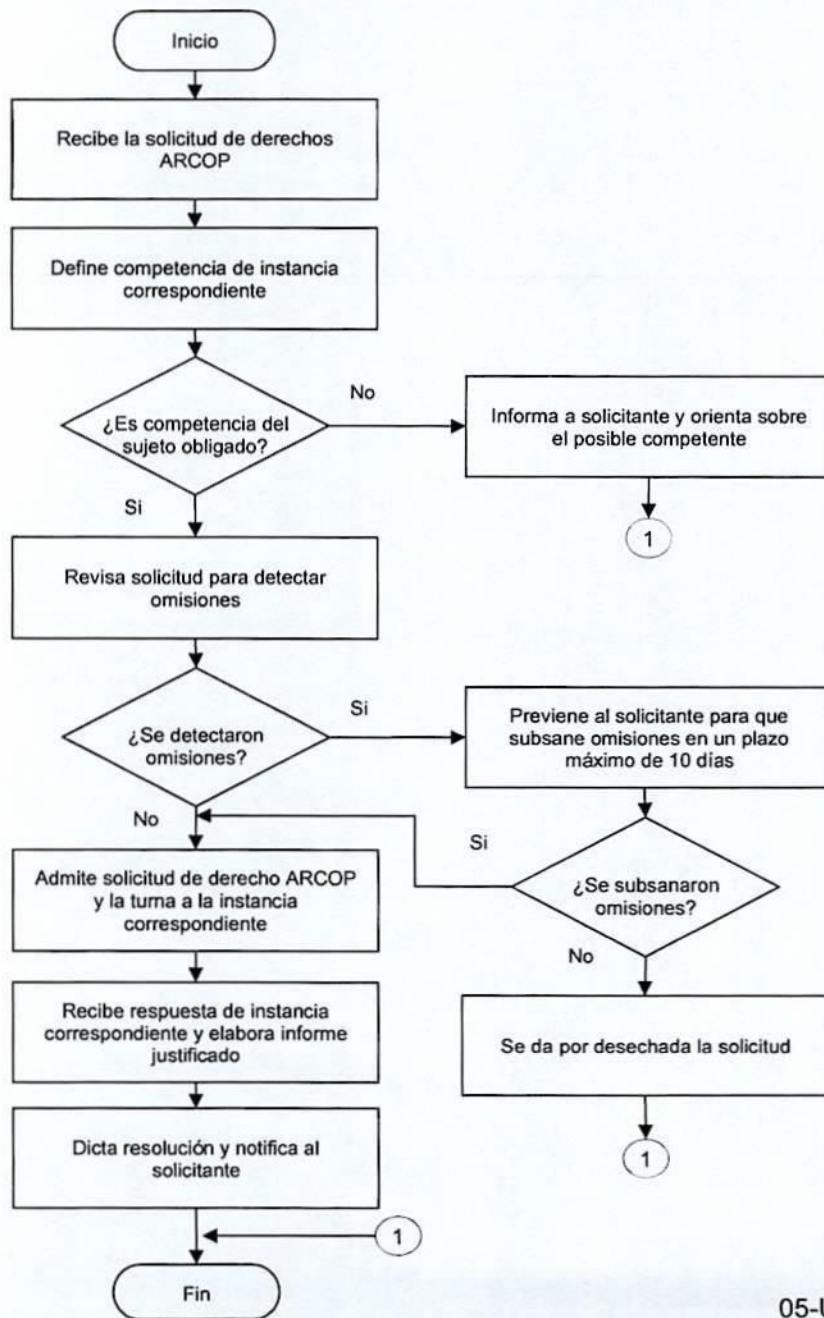 Inicio
Recibe la solicitud de derechos
ARCOP
Define competencia de instancia
correspondiente
¿Es competencia del
sujeto obligado?
No
Informa a solicitante y orienta sobre
el posible competente
1
Si
Revisa solicitud para detectar
omisiones
¿Se detectaron
omisiones?
Si
Previene al solicitante para que
subsane omisiones en un plazo
máximo de 10 días
No
Si
¿Se subsanaron
omisiones?
Admite solicitud de derecho ARCOP
y la turna a la instancia
correspondiente
No
Recibe respuesta de instancia
correspondiente y elabora informe
justificado
Se da por desechada la solicitud
1
Dicta resolución y notifica al
solicitante
1
Fin